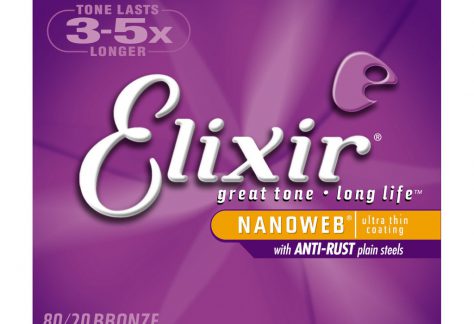 TONE LASTS
3-5x
LONGER
Elixir®
great tone • long life™
NANOWEB® ultra thin
coating
with ANTI-RUST plain steels
80/20 BRONZE